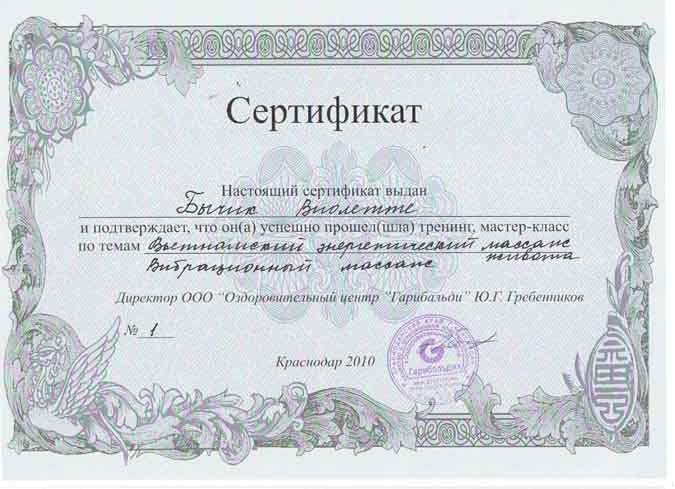 Сертификат
Настоящий сертификат выдан
Бычик Виолетте
и подтверждает, что он(а) успешно прошел(шла) тренинг, мастер-класс
по темам Вьетнамский энергетический массаж живота
Вибрационный массаж
Директор ООО “Оздоровительный центр “Гарибальди” Ю.Г. Гребенников
№ 1
Гарибальди
Краснодар 2010